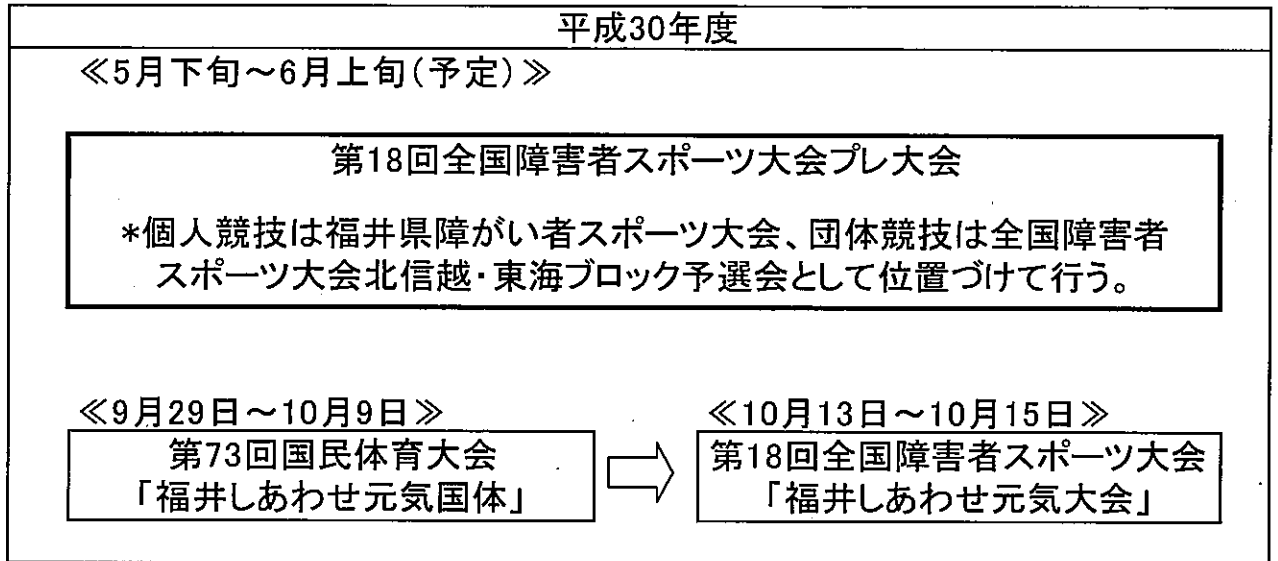 平成30年度
≪5月下旬～6月上旬(予定)≫
第18回全国障害者スポーツ大会プレ大会
*個人競技は福井県障がい者スポーツ大会、団体競技は全国障害者
スポーツ大会北信越・東海ブロック予選会として位置づけて行う。
≪9月29日～10月9日≫
第73回国民体育大会
「福井しあわせ元気国体」
≪10月13日～10月15日≫
第18回全国障害者スポーツ大会
「福井しあわせ元気大会」